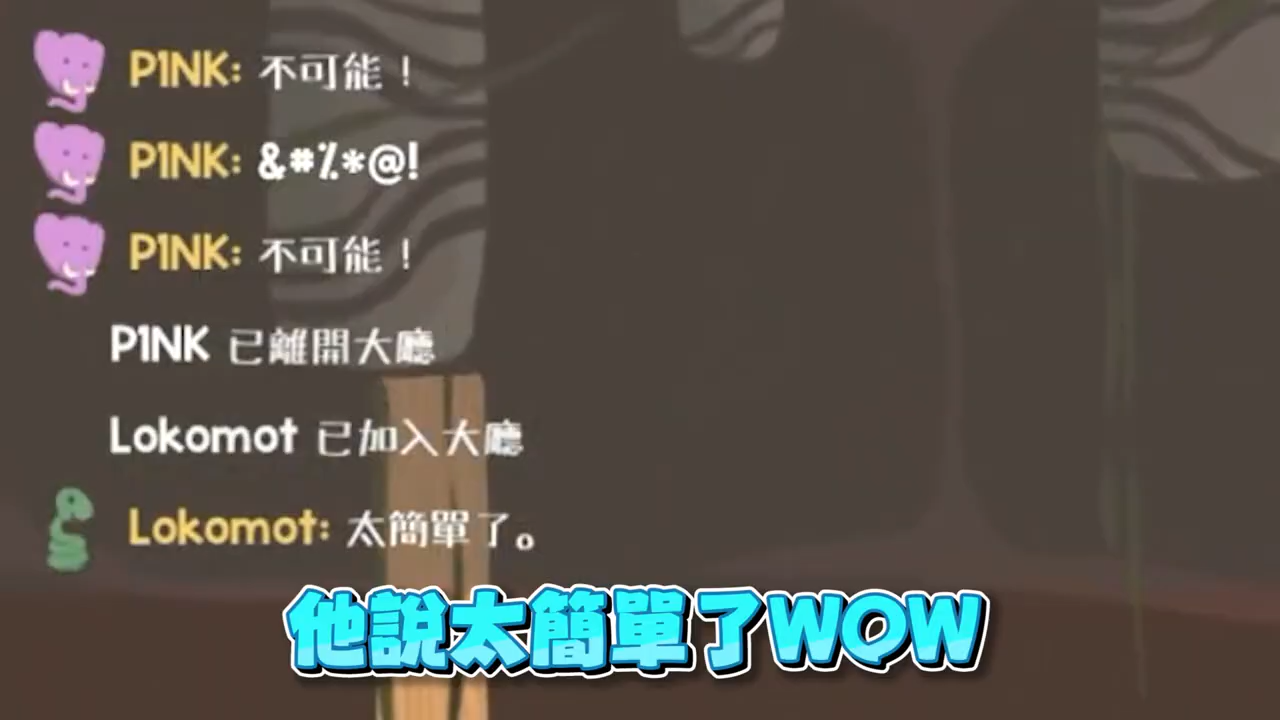 P1NK: 不可能！
P1NK: &#%*@!
P1NK: 不可能！
P1NK 已離開大廳
Lokomot 已加入大廳
Lokomot: 太簡單了。
他說太簡單了WOW